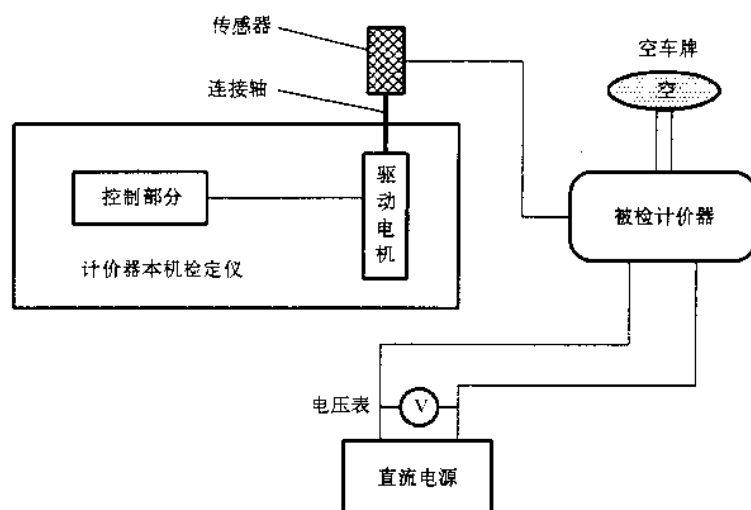 传感器
空车牌
空
连接轴
控制部分
驱动电机
被检计价器
计价器本机检定仪
电压表
V
直流电源